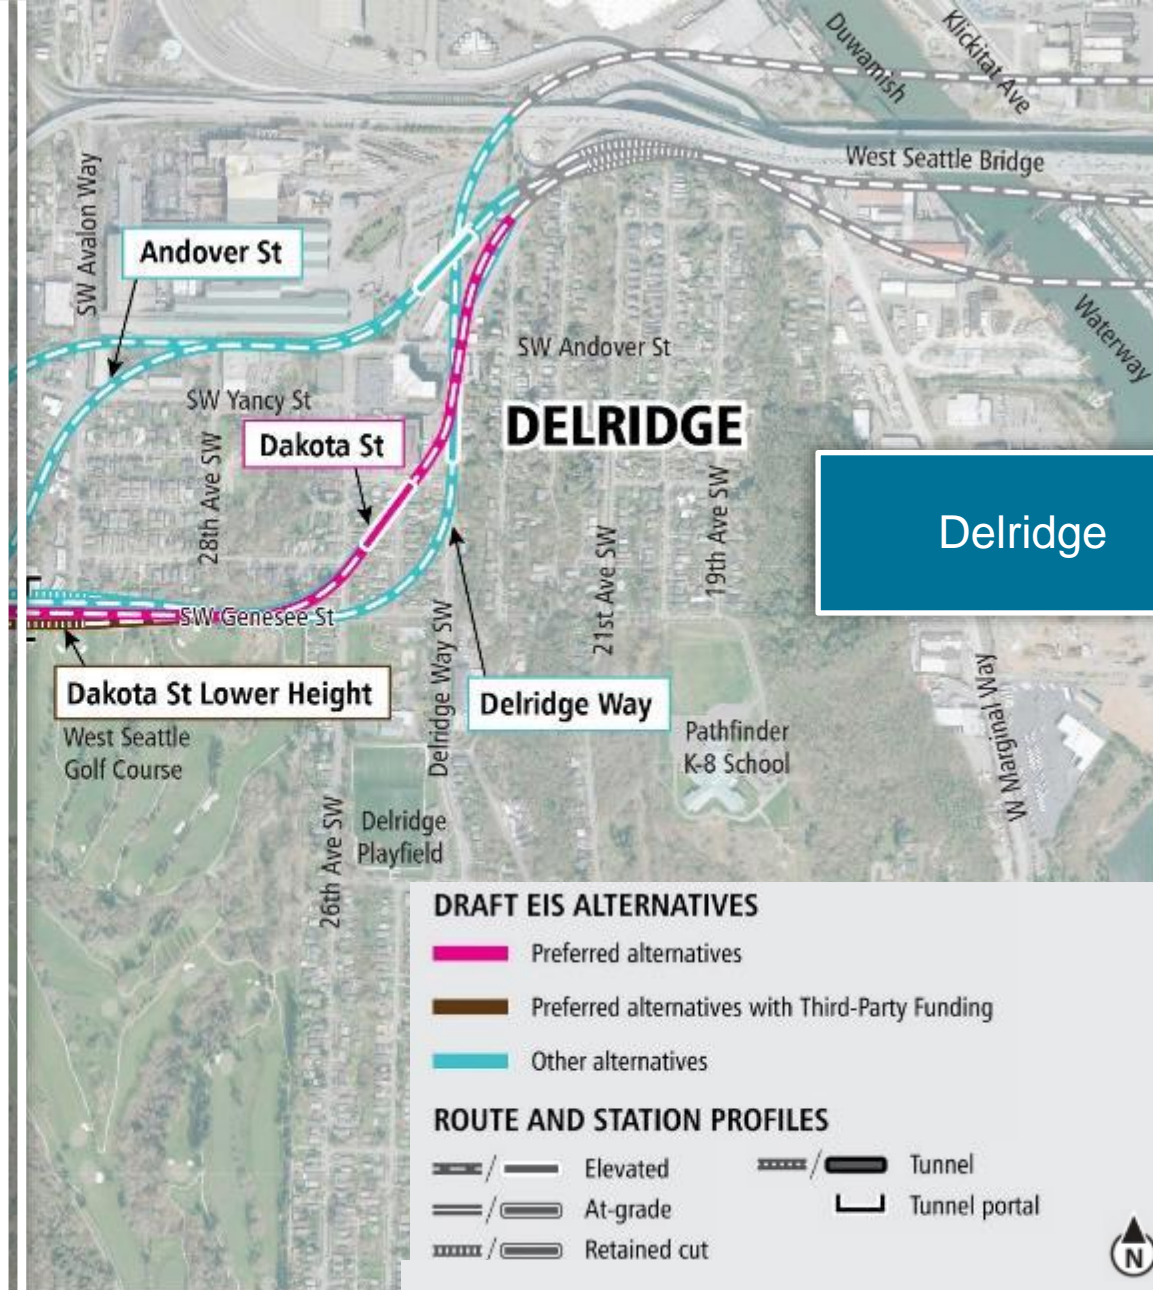 Duwamish
Klickitat Ave
West Seattle Bridge
SW Avalon Way
Andover St
Waterway
SW Andover St
SW Yancy St
DELRIDGE
Dakota St
28th Ave SW
19th Ave SW
Delridge
21st Ave SW
SW Genesee St
Delridge Way SW
Dakota St Lower Height
Delridge Way
W Marginal Way
West Seattle
Golf Course
Pathfinder
K-8 School
26th Ave SW
Delridge
Playfield
DRAFT EIS ALTERNATIVES
Preferred alternatives
Preferred alternatives with Third-Party Funding
Other alternatives
ROUTE AND STATION PROFILES
/ Elevated
/ Tunnel
/ At-grade
Tunnel portal
/ Retained cut
N